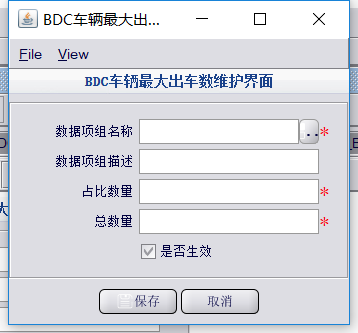 BDC车辆最大出...
File View
BDC车辆最大出车数维护界面
数据项组名称 .. *
数据项组描述
占比数量 *
总数量 *
是否生效
保存 取消